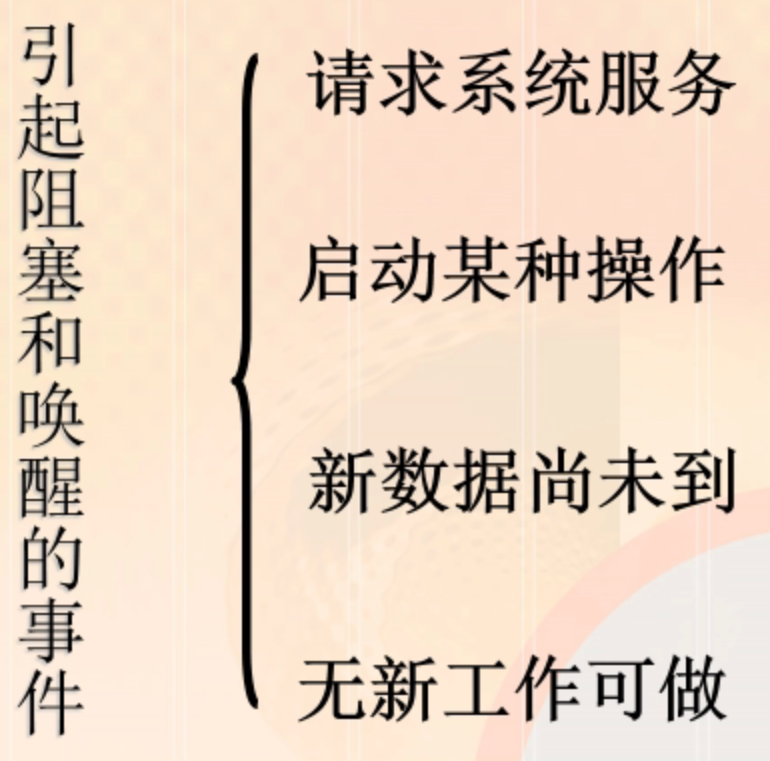 引起阻塞和唤醒的事件
请求系统服务
启动某种操作
新数据尚未到
无新工作可做